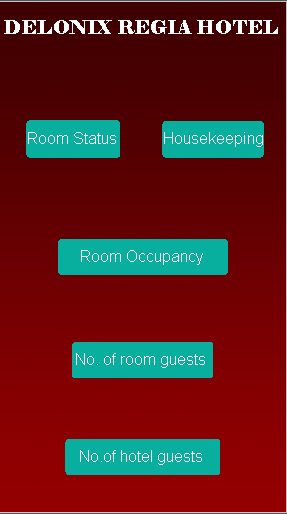 DELONIX REGIA HOTEL
Room Status
Housekeeping
Room Occupancy
No. of room guests
No.of hotel guests